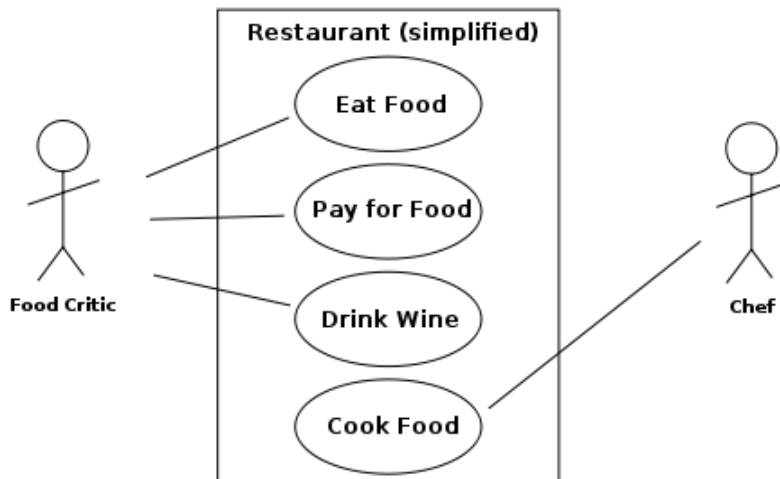 Restaurant (simplified)
Eat Food
Pay for Food
Drink Wine
Food Critic
Chef
Cook Food